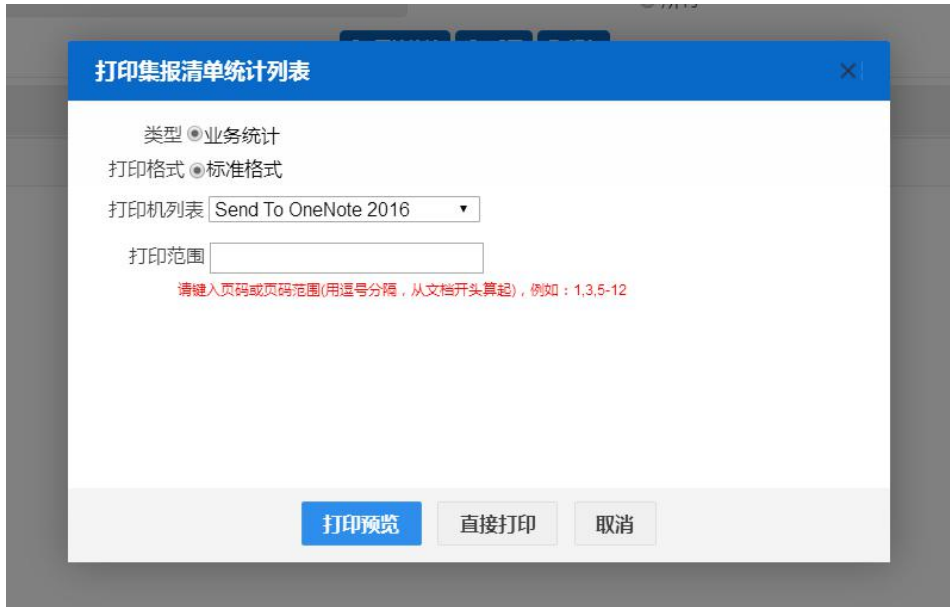 打印集报清单统计列表
类型 业务统计
打印格式 标准格式
打印机列表 Send To OneNote 2016
打印范围
请键入页码或页码范围(用逗号分隔，从文档开头算起)，例如：1,3,5-12
打印预览 直接打印 取消